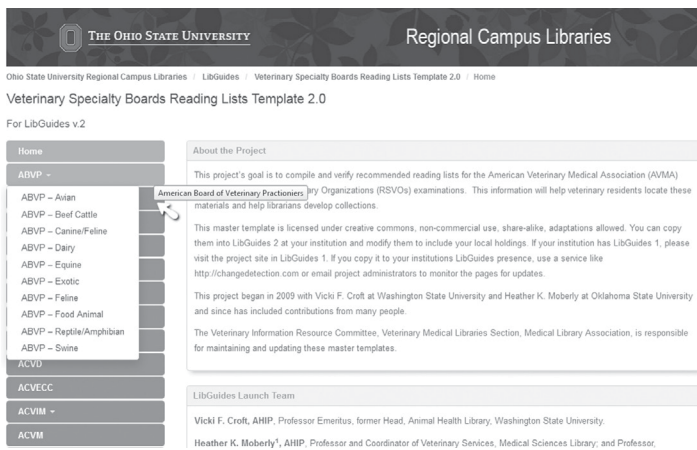 THE OHIO STATE UNIVERSITY
Regional Campus Libraries
Ohio State University Regional Campus Libraries / LibGuides / Veterinary Specialty Boards Reading Lists Template 2.0 / Home
Veterinary Specialty Boards Reading Lists Template 2.0
For LibGuides v.2
Home
ABVP
ABVP – Avian
ABVP – Beef Cattle
ABVP – Canine/Feline
ABVP – Dairy
ABVP – Equine
ABVP – Exotic
ABVP – Feline
ABVP – Food Animal
ABVP – Reptile/Amphibian
ABVP – Swine
American Board of Veterinary Practioners
ACVD
ACVECC
ACVIM
ACVM
About the Project
This project's goal is to compile and verify recommended reading lists for the American Veterinary Medical Association (AVMA)
Organizations (RSVOs) examinations. This information will help veterinary residents locate these
materials and help librarians develop collections.
This master template is licensed under creative commons, non-commercial use, share-alike, adaptations allowed. You can copy
them into LibGuides 2 at your institution and modify them to include your local holdings. If your institution has LibGuides 1, please
visit the project site in LibGuides 1. If you copy it to your institutions LibGuides presence, use a service like
http://changedetection.com or email project administrators to monitor the pages for updates.
This project began in 2009 with Vicki F. Croft at Washington State University and Heather K. Moberly at Oklahoma State University
and since has included contributions from many people.
The Veterinary Information Resource Committee, Veterinary Medical Libraries Section, Medical Library Association, is responsible
for maintaining and updating these master templates.
LibGuides Launch Team
Vicki F. Croft, AHIP, Professor Emeritus, former Head, Animal Health Library, Washington State University.
Heather K. Moberly¹, AHIP, Professor and Coordinator of Veterinary Services, Medical Sciences Library; and Professor,